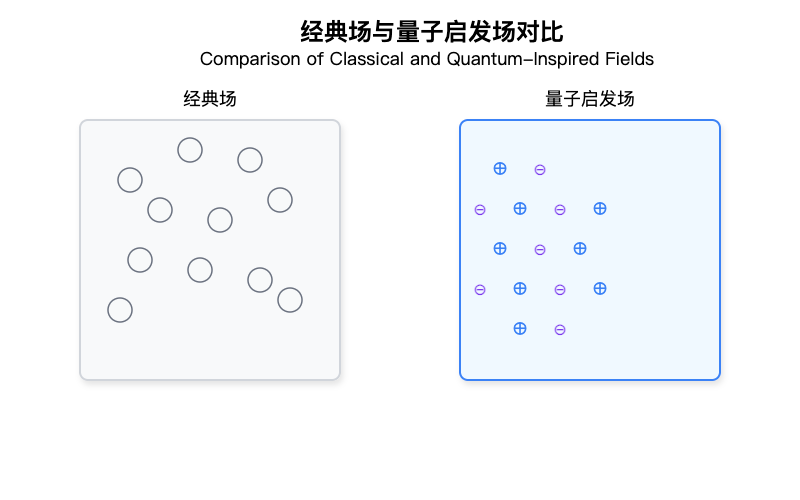 经典场与量子启发场对比
Comparison of Classical and Quantum–Inspired Fields
经典场
量子启发场
⊕ ⊖
⊖ ⊕ ⊖ ⊕
⊕ ⊖ ⊕
⊖ ⊕ ⊖ ⊕
⊕ ⊖